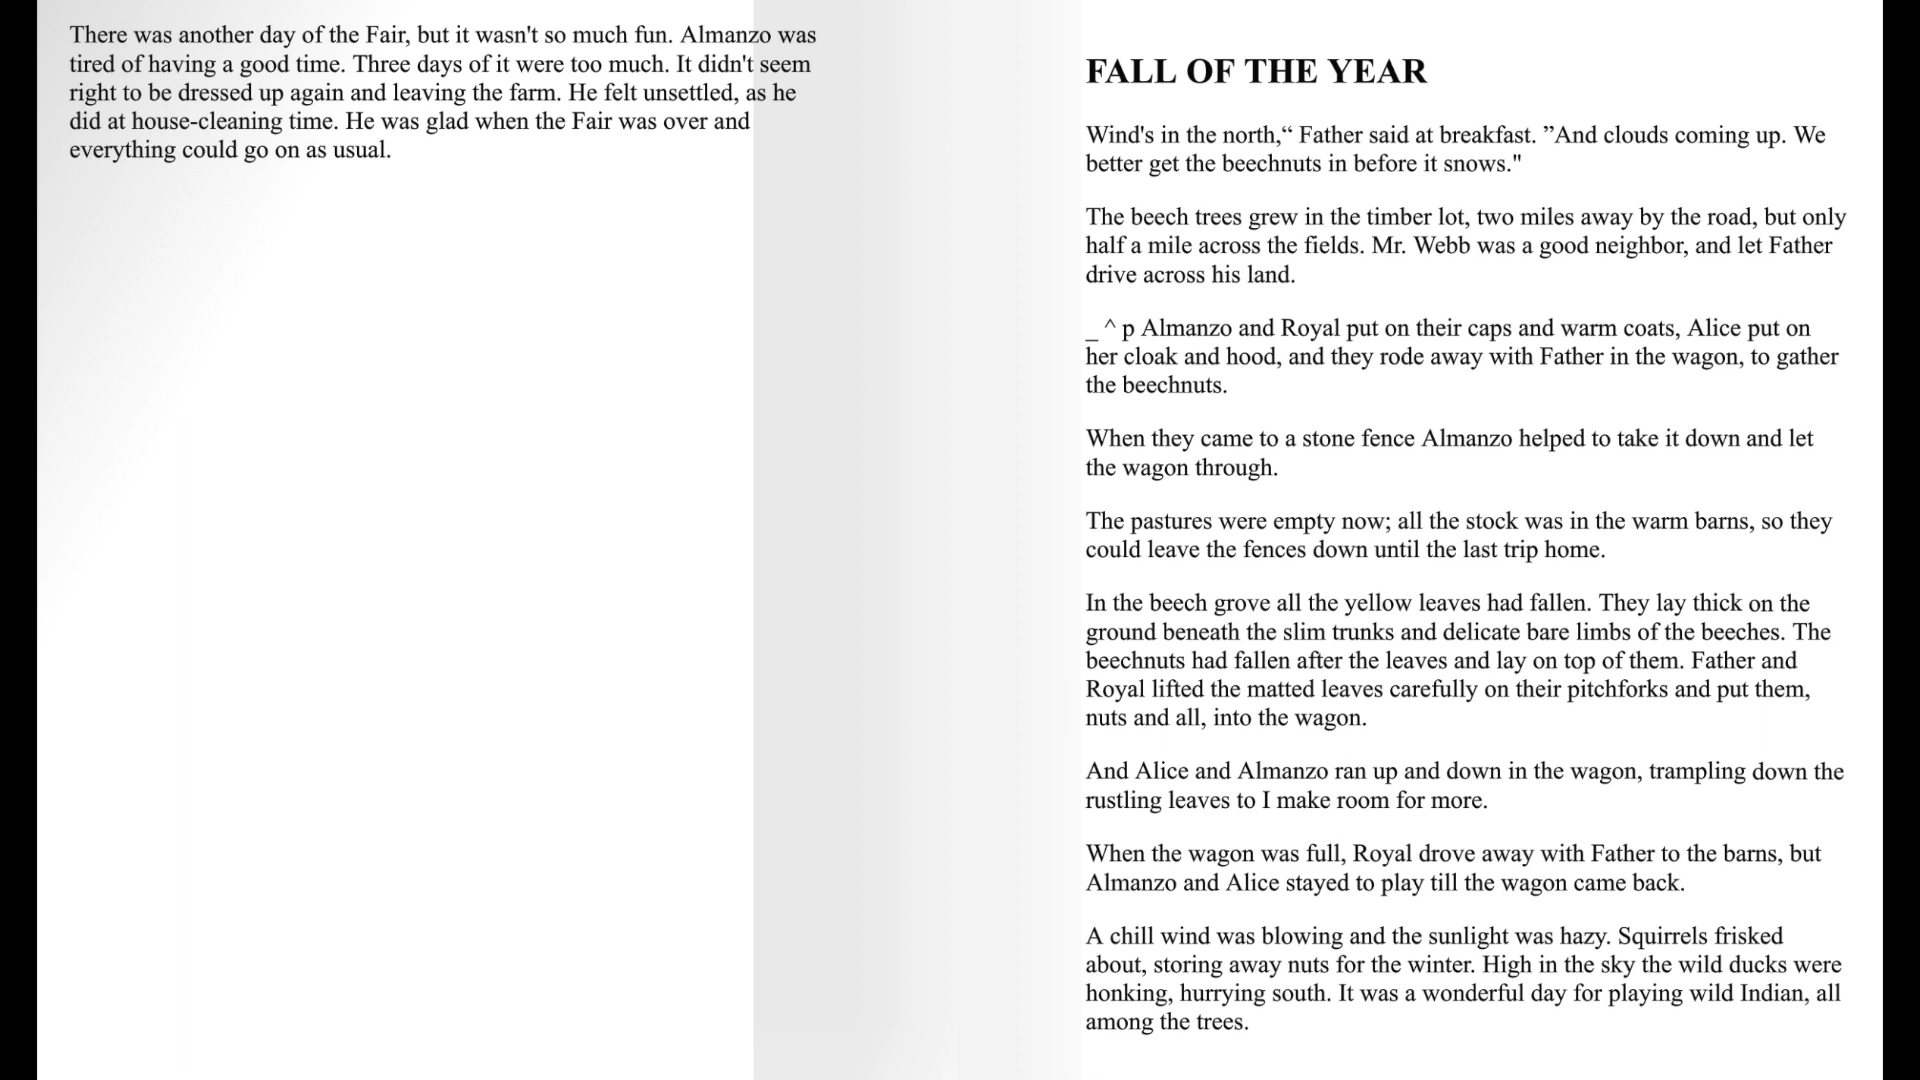 There was another day of the Fair, but it wasn't so much fun. Almanzo was
tired of having a good time. Three days of it were too much. It didn't seem
right to be dressed up again and leaving the farm. He felt unsettled, as he
did at house-cleaning time. He was glad when the Fair was over and
everything could go on as usual.
FALL OF THE YEAR
Wind's in the north,“ Father said at breakfast. ”And clouds coming up. We
better get the beechnuts in before it snows."
The beech trees grew in the timber lot, two miles away by the road, but only
half a mile across the fields. Mr. Webb was a good neighbor, and let Father
drive across his land.
_ ^ p Almanzo and Royal put on their caps and warm coats, Alice put on
her cloak and hood, and they rode away with Father in the wagon, to gather
the beechnuts.
When they came to a stone fence Almanzo helped to take it down and let
the wagon through.
The pastures were empty now; all the stock was in the warm barns, so they
could leave the fences down until the last trip home.
In the beech grove all the yellow leaves had fallen. They lay thick on the
ground beneath the slim trunks and delicate bare limbs of the beeches. The
beechnuts had fallen after the leaves and lay on top of them. Father and
Royal lifted the matted leaves carefully on their pitchforks and put them,
nuts and all, into the wagon.
And Alice and Almanzo ran up and down in the wagon, trampling down the
rustling leaves to I make room for more.
When the wagon was full, Royal drove away with Father to the barns, but
Almanzo and Alice stayed to play till the wagon came back.
A chill wind was blowing and the sunlight was hazy. Squirrels frisked
about, storing away nuts for the winter. High in the sky the wild ducks were
honking, hurrying south. It was a wonderful day for playing wild Indian, all
among the trees.